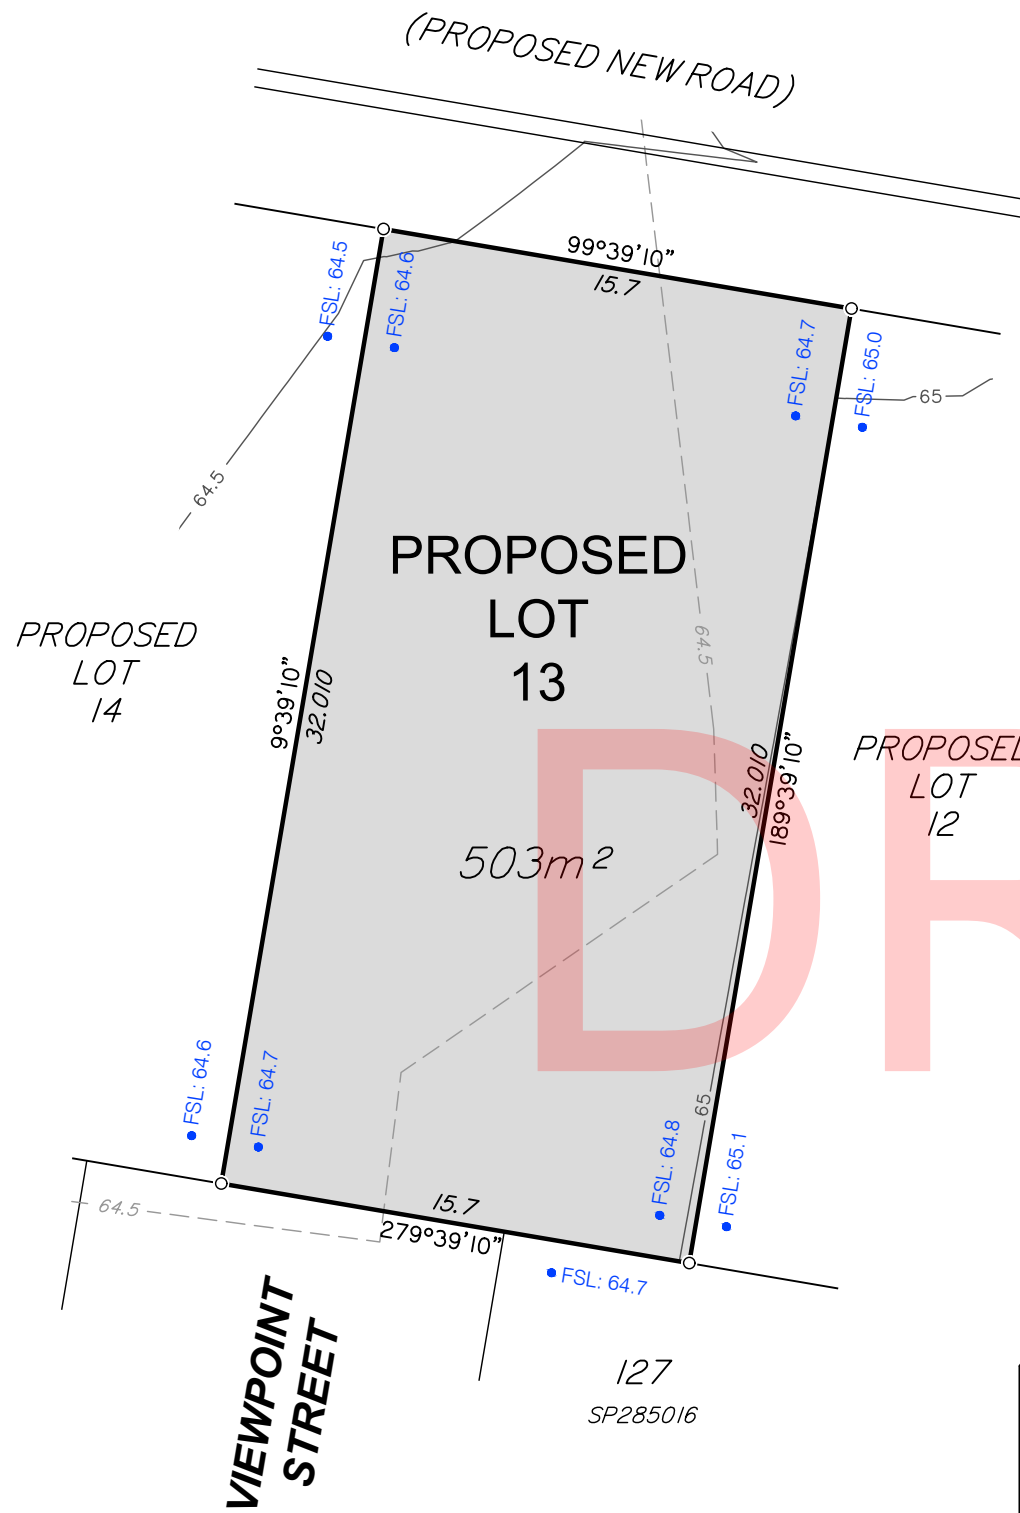 (PROPOSED NEW ROAD)
99°39'10"
15.7
FSL: 64.5
FSL: 64.6
FSL: 64.7
FSL: 65.0
65
64.5
PROPOSED
LOT
13
64.5
PROPOSED
LOT
14
9°39'10"
32.010
32.010
189°39'10"
PROPOSED
LOT
12
503m²
DR
FSL: 64.6
FSL: 64.7
65
FSL: 64.8
FSL: 65.1
64.5
15.7
279°39'10"
FSL: 64.7
VIEWPOINT
STREET
127
SP285016